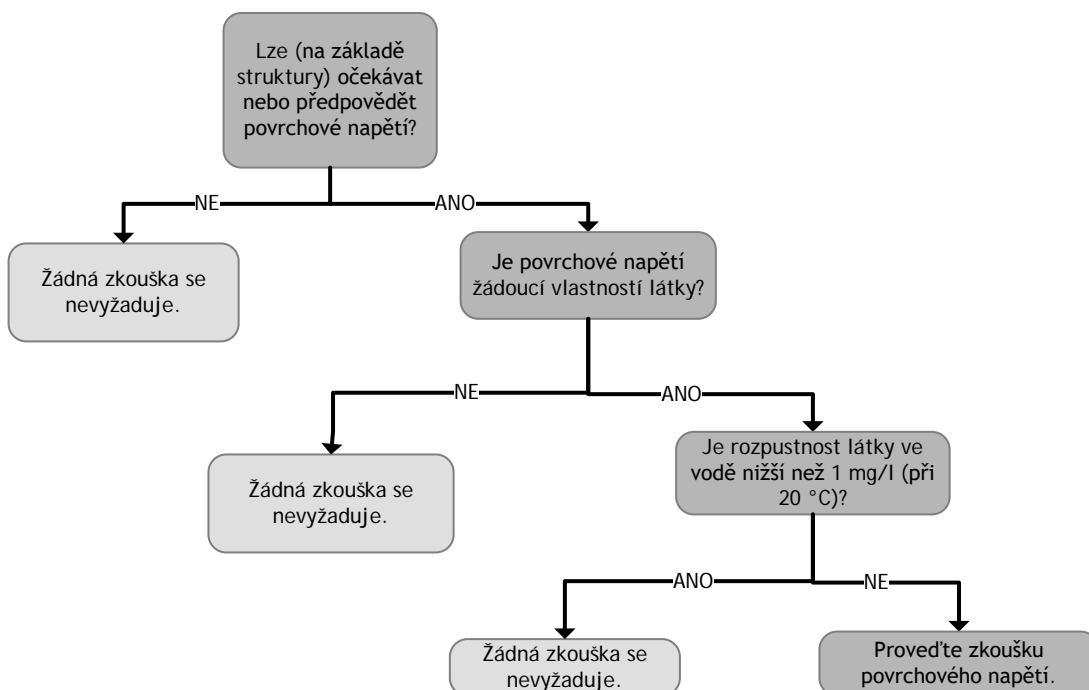 Lze (na základě
struktury) očekávat
nebo předpovědět
povrchové napětí?
NE
ANO
Žádná zkouška se
nevyžaduje.
Je povrchové napětí
žádoucí vlastností látky?
NE
ANO
Žádná zkouška se
nevyžaduje.
Je rozpustnost látky ve
vodě nižší než 1 mg/l (při
20 °C)?
ANO
NE
Žádná zkouška se
nevyžaduje.
Proveďte zkoušku
povrchového napětí.